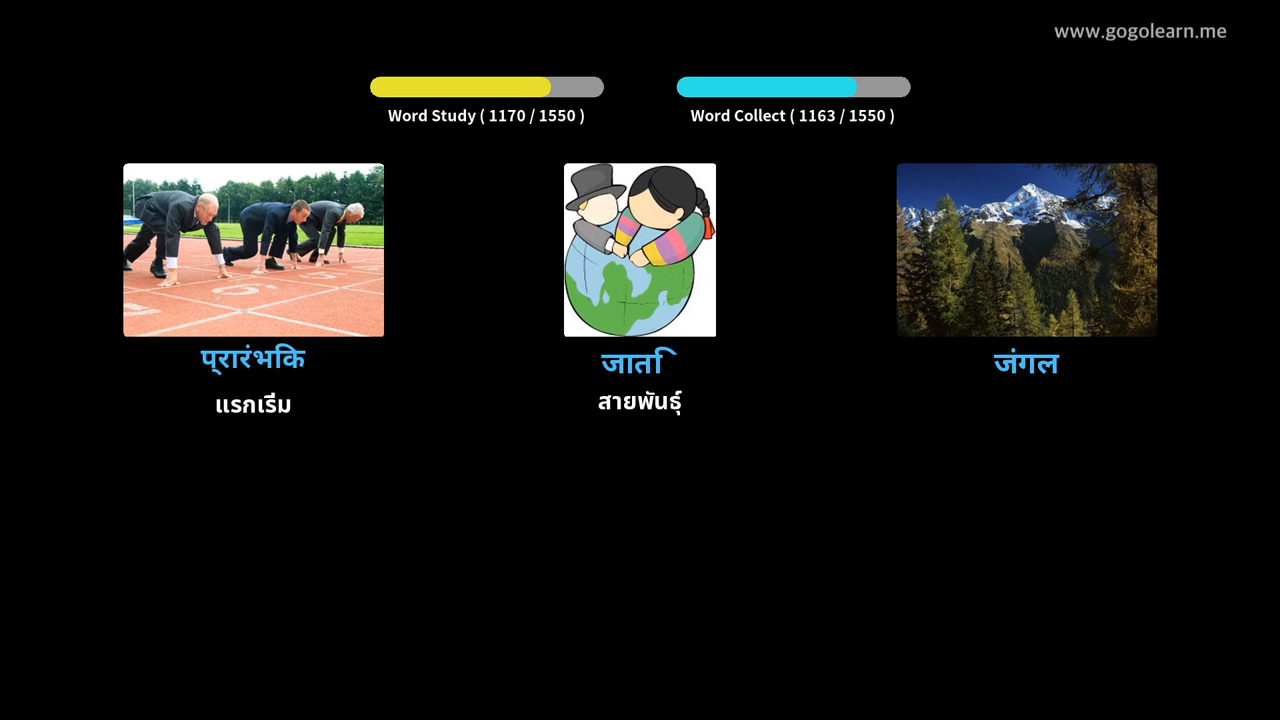 www.gogolearn.me
Word Study ( 1170 / 1550 )
Word Collect ( 1163 / 1550 )
प्रारंभिक
जाति
जंगल
แรกเริ่ม
สายพันธุ์